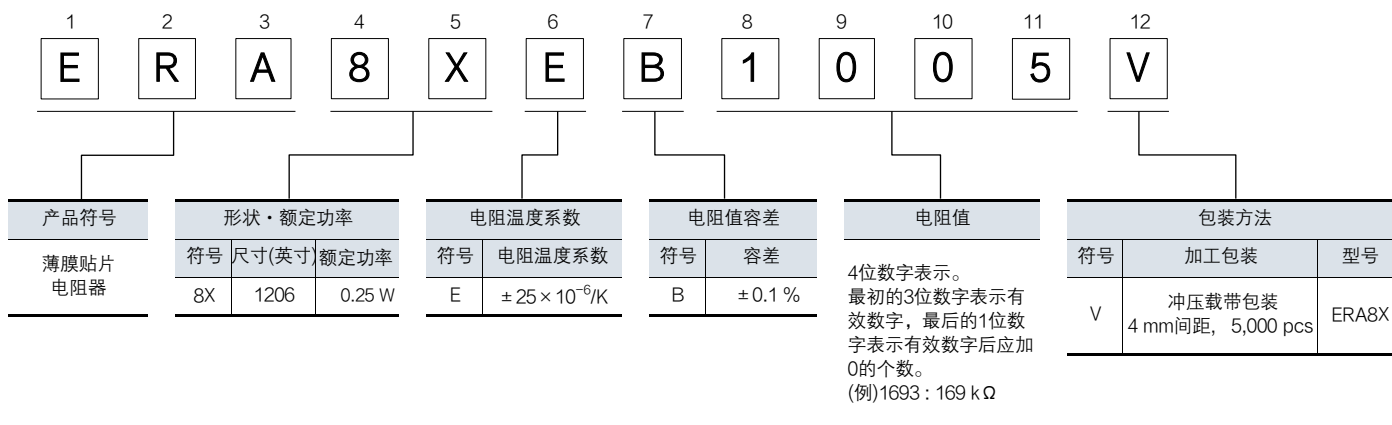 1 2 3 4 5 6 7 8 9 10 11 12
E R A 8 X E B 1 0 0 5 V
产品符号
薄膜贴片
电阻器
形状・额定功率
符号 尺寸(英寸) 额定功率
8X 1206 0.25 W
电阻温度系数
符号 电阻温度系数
E ±25×10⁻⁶/K
电阻值容差
符号 容差
B ±0.1 %
电阻值
4位数字表示。
最初的3位数字表示有
效数字，最后的1位数
字表示有效数字后应加
0的个数。
(例)1693 : 169 kΩ
包装方法
符号 加工包装 型号
V 冲压载带包装 ERA8X
4 mm间距, 5,000 pcs